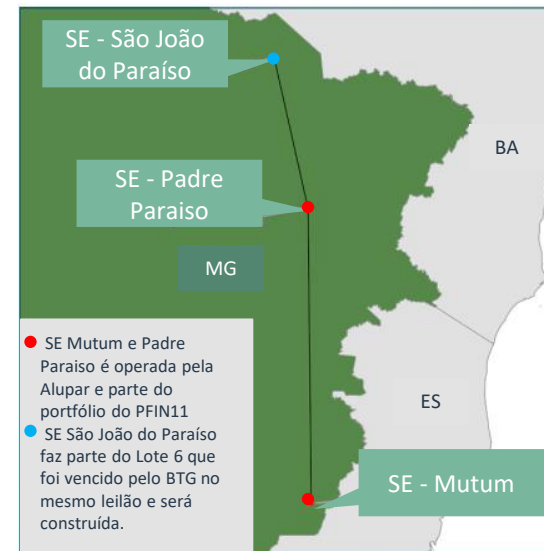 SE - São João
do Paraíso
BA
SE - Padre
Paraiso
MG
SE Mutum e Padre
Paraiso é operada pela
Alupar e parte do
portfólio do PFIN11
SE São João do Paraíso
faz parte do Lote 6 que
foi vencido pelo BTG no
mesmo leilão e será
construída.
ES
SE - Mutum